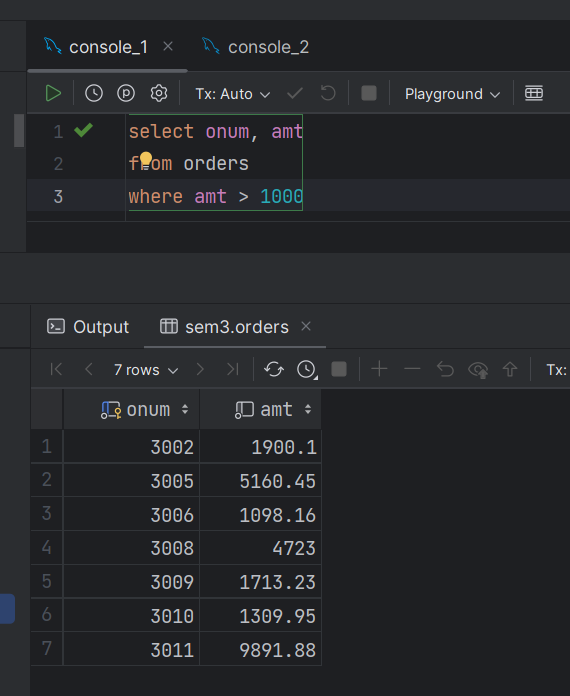 console_1 console_2
Tx: Auto Playground
1 select onum, amt
2 from orders
3 where amt > 1000
Output sem3.orders
7 rows Tx:
onum amt
1 3002 1900.1
2 3005 5160.45
3 3006 1098.16
4 3008 4723
5 3009 1713.23
6 3010 1309.95
7 3011 9891.88